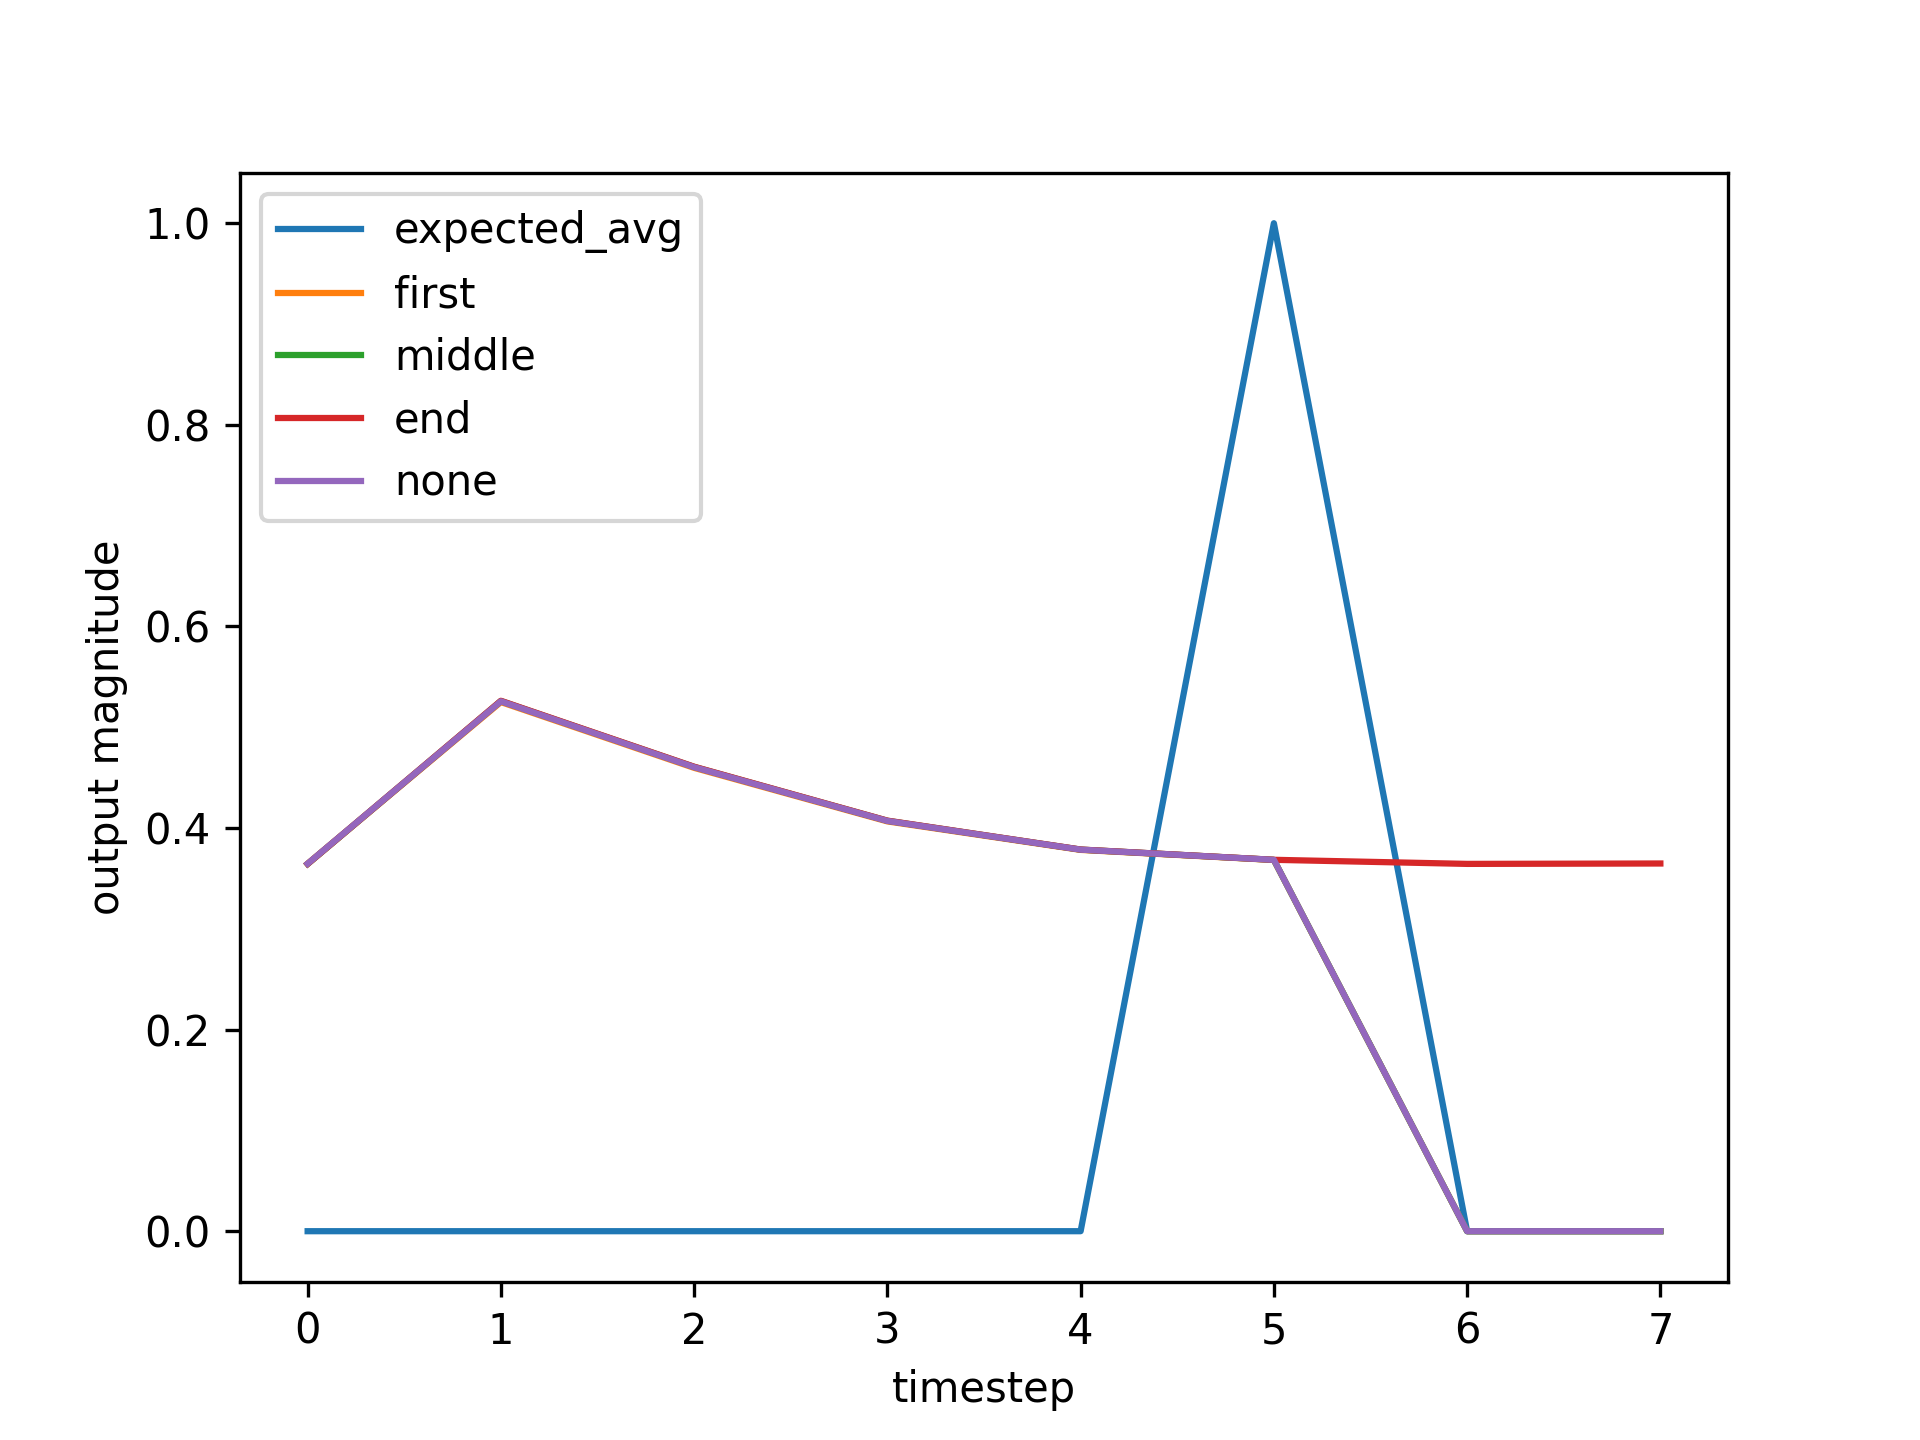 expected_avg
first
middle
end
none
output magnitude
1.0
0.8
0.6
0.4
0.2
0.0
0 1 2 3 4 5 6 7
timestep